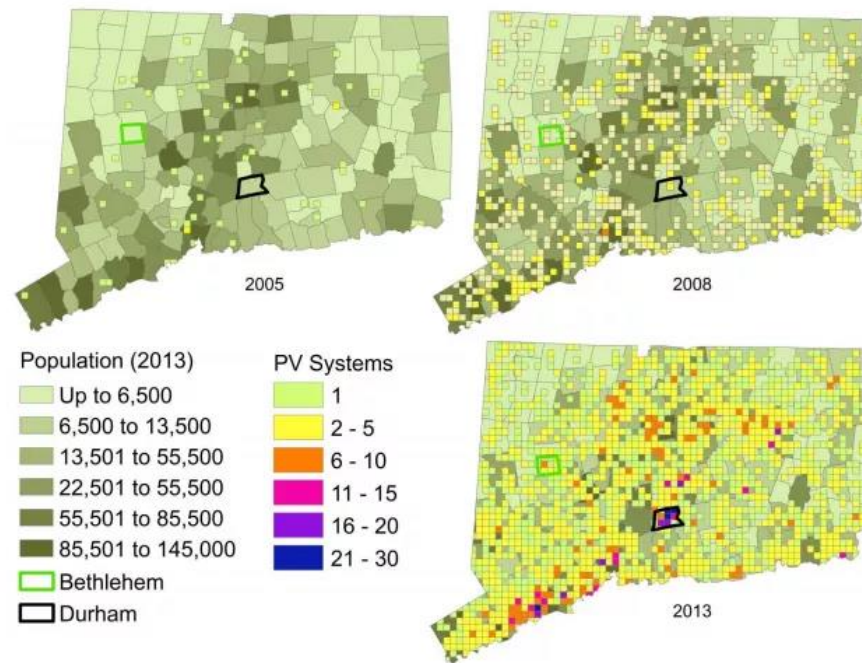 2005
2008
Population (2013)
Up to 6,500
6,500 to 13,500
13,501 to 55,500
22,501 to 55,500
55,501 to 85,500
85,501 to 145,000
Bethlehem
Durham
PV Systems
1
2 - 5
6 - 10
11 - 15
16 - 20
21 - 30
2013